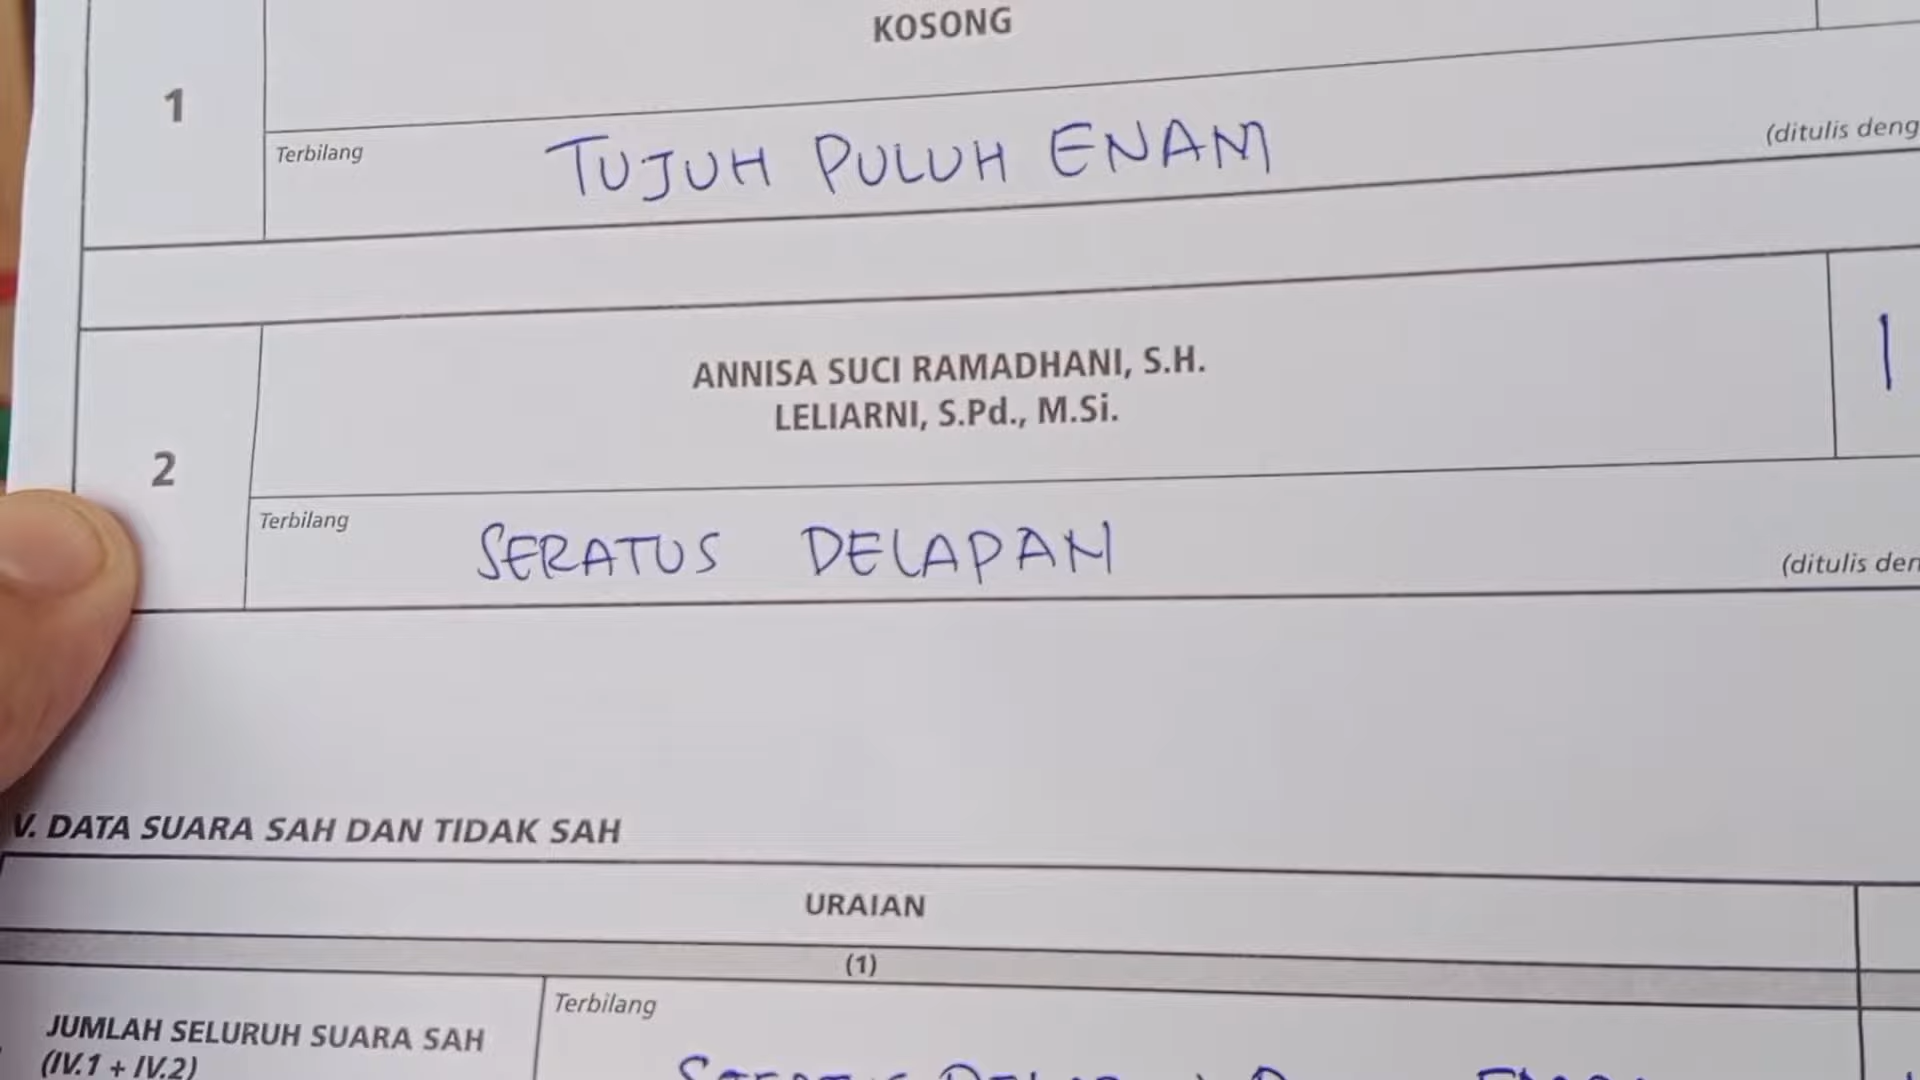 KOSONG
1
Terbilang
TUJUH PULUH ENAM
(ditulis deng
ANNISA SUCI RAMADHANI, S.H.
LELIARNI, S.Pd., M.Si.
1
2
Terbilang
SERATUS DELAPAN
(ditulis den
V. DATA SUARA SAH DAN TIDAK SAH
URAIAN
(1)
Terbilang
JUMLAH SELURUH SUARA SAH
(IV.1 + IV.2)